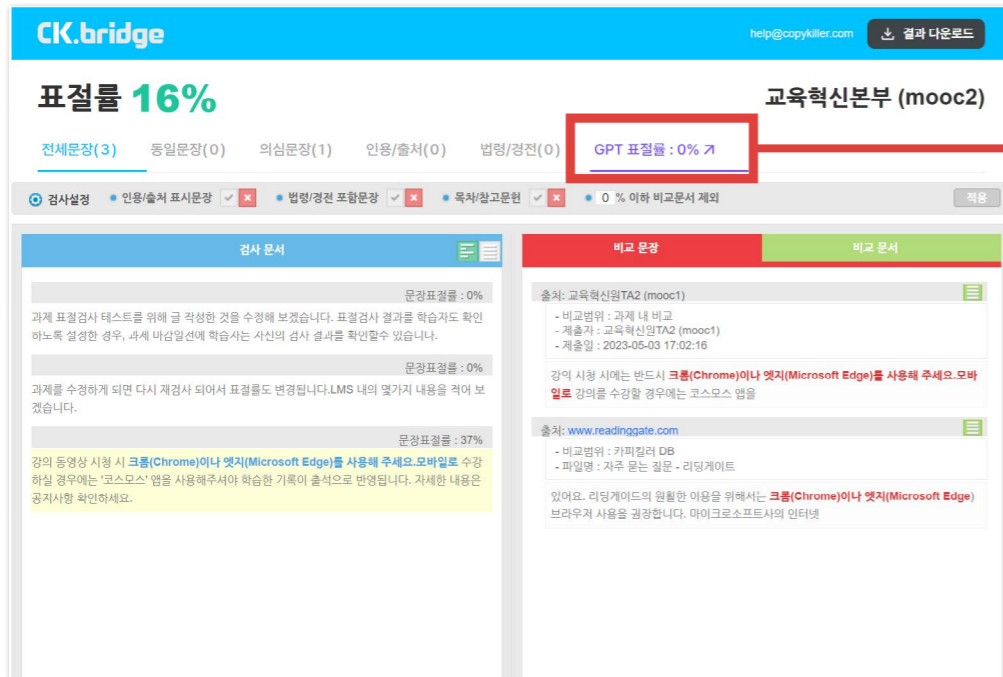 CK.bridge
help@copykiller.com
결과 다운로드
표절률 16%
교육혁신본부 (mooc2)
전세문장(3)
동일문장(0)
의심문장(1)
인용/출처(0)
법령/경전(0)
GPT 표절률 : 0%
검사설정
인용/출처 표시문장
법령/경전 포함문장
목차/참고문헌
0 % 이하 비교문서 제외
적용
검사 문서
문장표절률 : 0%
과제 표절검사 테스트를 위해 글 작성한 것을 수정해 보겠습니다. 표절검사 결과를 학습자도 확인
하노록 설성한 경우, 과세 마감일선에 학습사는 사신의 검사 설과를 확인할수 있습니나.
문장표절률 : 0%
과제를 수정하게 되면 다시 재검사 되어서 표절률도 변경됩니다.LMS 내의 몇가지 내용을 적어 보
겠습니다.
문장표절률 : 37%
강의 동영상 시청 시 크롬(Chrome)이나 엣지(Microsoft Edge)를 사용해 주세요.모바일로 수강
하실 경우에는 '코스모스' 앱을 사용해주셔야 학습한 기록이 출석으로 반영됩니다. 자세한 내용은
공지사항 확인하세요.
비교 문장
비교 문서
출처: 교육혁신원TA2 (mooc1)
- 비교범위 : 과제 내 비교
- 제출자 : 교육혁신원TA2 (mooc1)
- 제출일 : 2023-05-03 17:02:16
강의 시청 시에는 반드시 크롬(Chrome)이나 엣지(Microsoft Edge)를 사용해 주세요.모바
일로 강의를 수강할 경우에는 코스모스 앱을
출처: www.readinggate.com
- 비교범위 : 카피킬러 DB
- 파일명 : 자주 묻는 질문 - 리딩게이트
있어요. 리딩게이드의 원활한 이용을 위해서는 크롬(Chrome)이나 엣지(Microsoft Edge)
브라우저 사용을 권장합니다. 마이크로소프트사의 인터넷